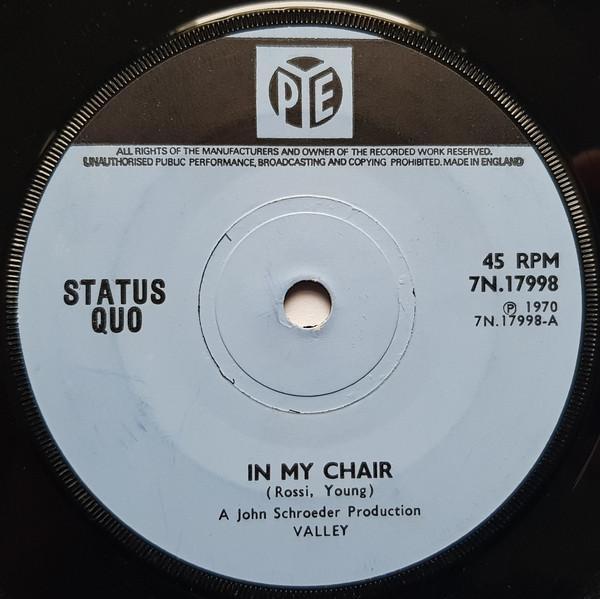 PYE
ALL RIGHTS OF THE MANUFACTURERS AND OWNER OF THE RECORDED WORK RESERVED.
UNAUTHORISED PUBLIC PERFORMANCE, BROADCASTING AND COPYING PROHIBITED. MADE IN ENGLAND
STATUS
QUO
45 RPM
7N.17998
Ⓟ 1970
7N.17998-A
IN MY CHAIR
(Rossi, Young)
A John Schroeder Production
VALLEY